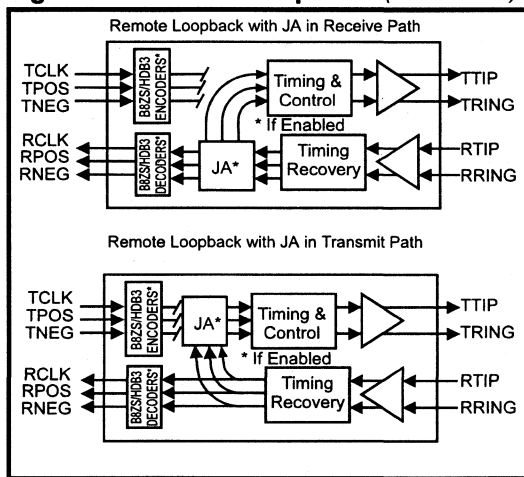 Remote Loopback with JA in Receive Path
TCLK
TPOS
TNEG
B8ZS/HDB3
ENCODERS*
Timing &
Control
TTIP
TRING
* If Enabled
RCLK
RPOS
RNEG
B8ZS/HDB3
DECODERS*
JA*
Timing
Recovery
RTIP
RRING
Remote Loopback with JA in Transmit Path
TCLK
TPOS
TNEG
B8ZS/HDB3
ENCODERS*
JA*
Timing &
Control
TTIP
TRING
* If Enabled
RCLK
RPOS
RNEG
B8ZS/HDB3
DECODERS*
Timing
Recovery
RTIP
RRING